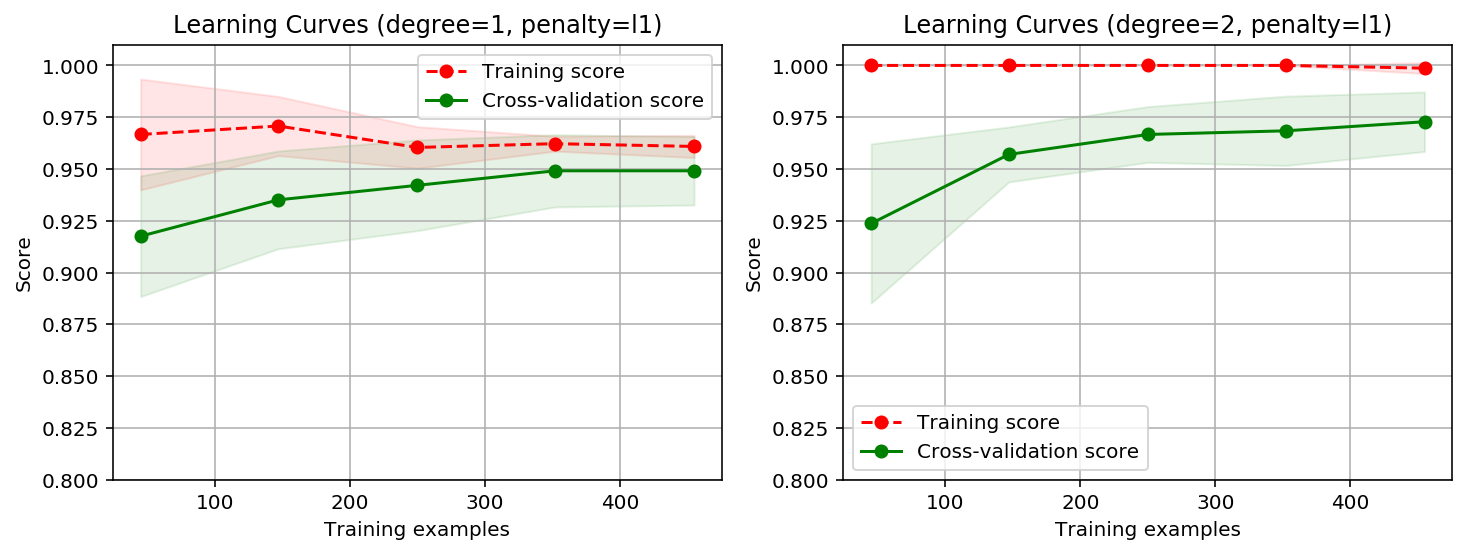 Learning Curves (degree=1, penalty=l1)
1.000
0.975
0.950
0.925
0.900
0.875
0.850
0.825
0.800
Score
Training score
Cross-validation score
100
200
300
400
Training examples
Learning Curves (degree=2, penalty=l1)
1.000
0.975
0.950
0.925
0.900
0.875
0.850
0.825
0.800
Score
Training score
Cross-validation score
100
200
300
400
Training examples